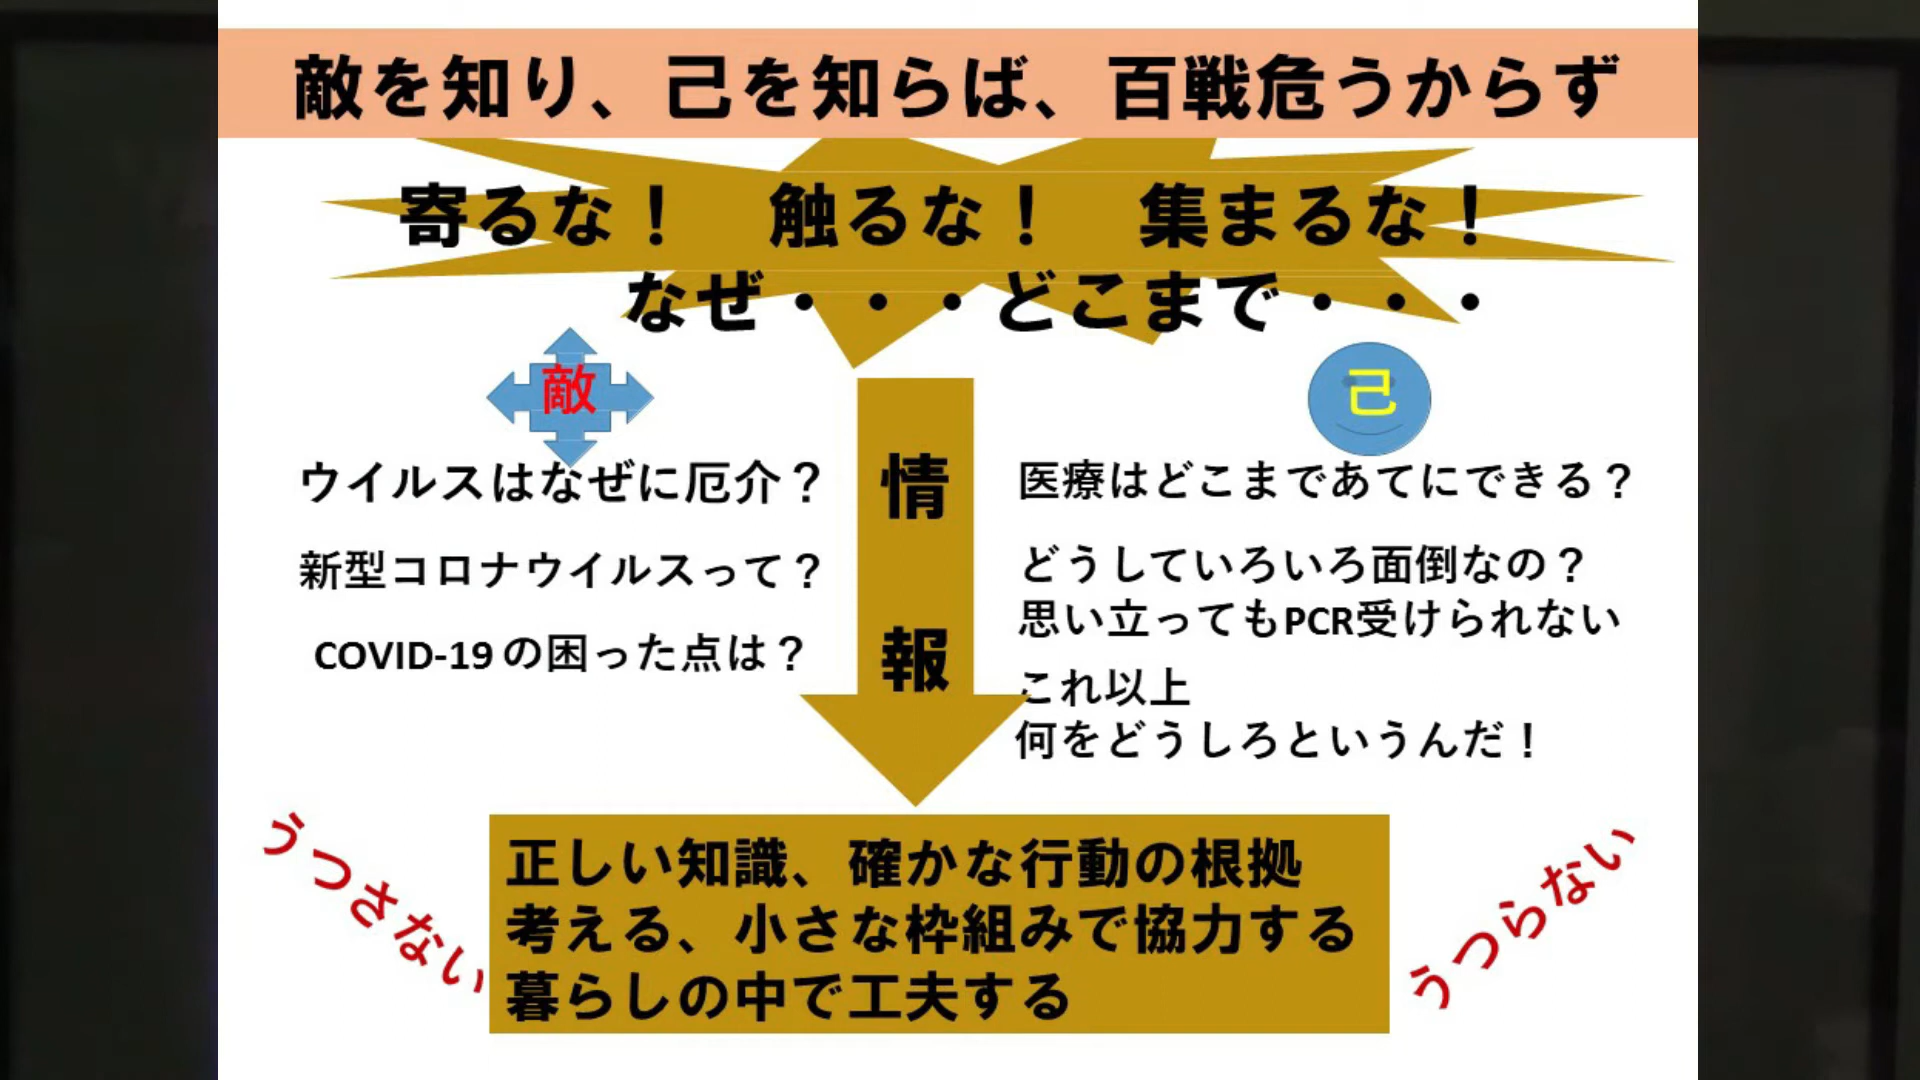 敵を知り、己を知らば、百戦危うからず
寄るな！　触るな！　集まるな！
なぜ・・・どこまで・・・
敵
ウイルスはなぜに厄介？
新型コロナウイルスって？
COVID-19の困った点は？
情
報
己
医療はどこまであてにできる？
どうしていろいろ面倒なの？
思い立ってもPCR受けられない
これ以上
何をどうしろというんだ！
うつさない
正しい知識、確かな行動の根拠
考える、小さな枠組みで協力する
暮らしの中で工夫する
うつらない